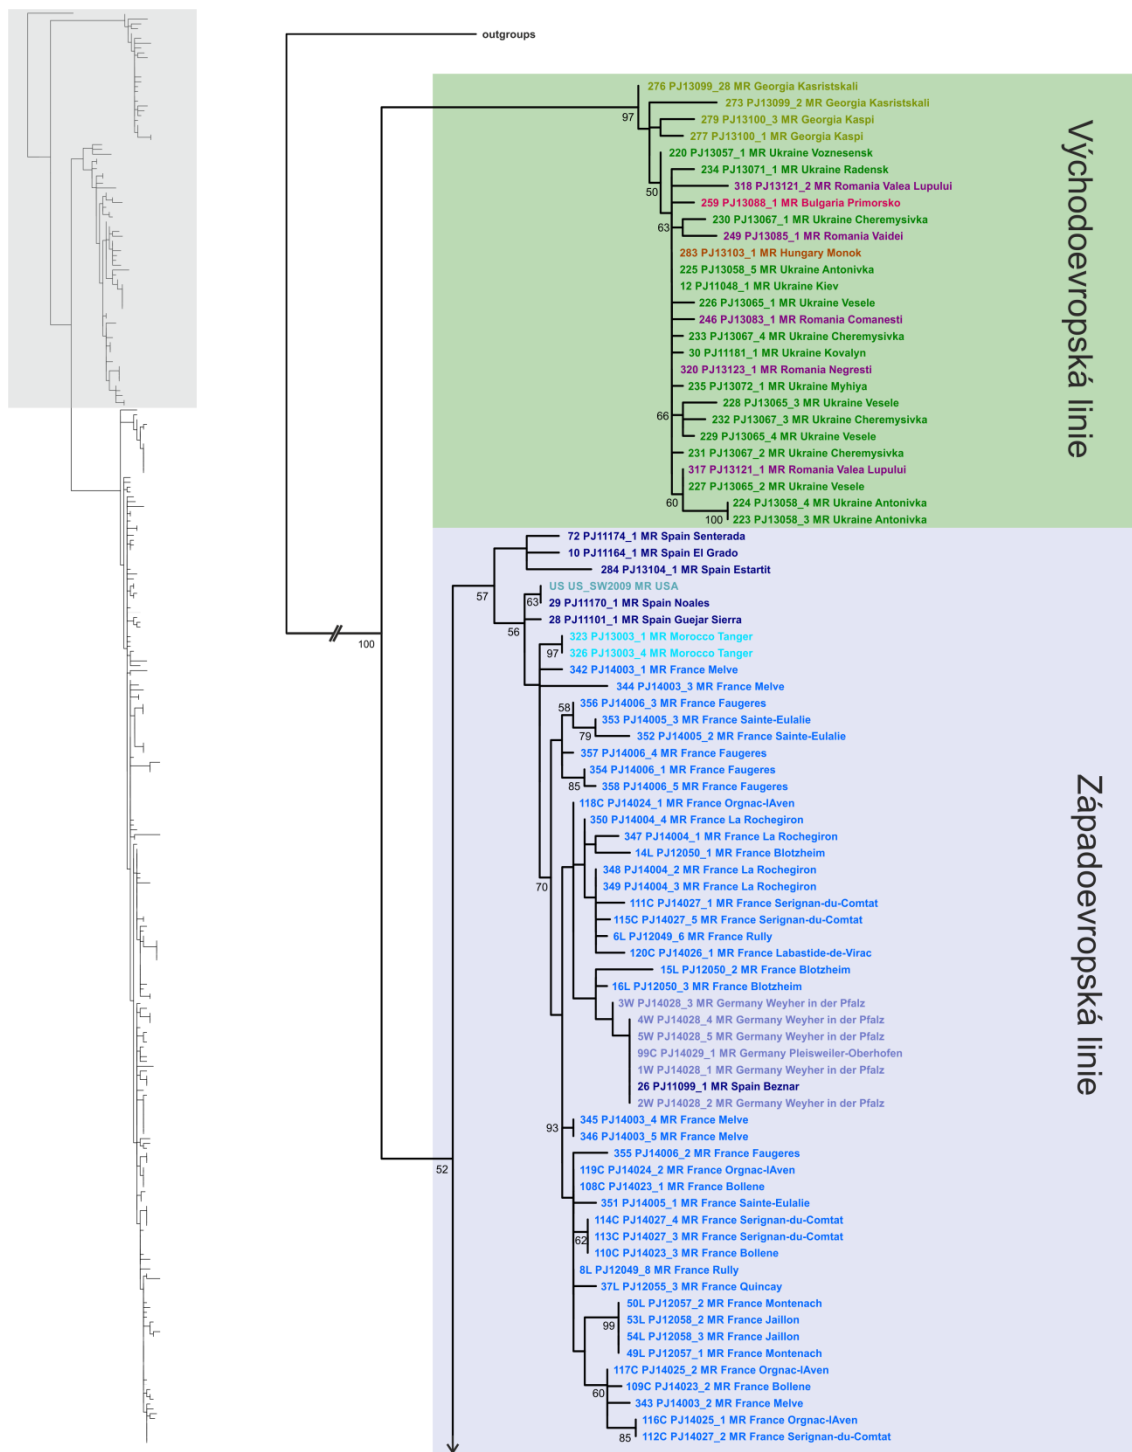 outgroups
276 PJ13099_28 MR Georgia Kasristskali
97
273 PJ13099_2 MR Georgia Kasristskali
279 PJ13100_3 MR Georgia Kaspi
277 PJ13100_1 MR Georgia Kaspi
220 PJ13057_1 MR Ukraine Voznesensk
234 PJ13071_1 MR Ukraine Radensk
50
318 PJ13121_2 MR Romania Valea Lupului
259 PJ13088_1 MR Bulgaria Primorsko
230 PJ13067_1 MR Ukraine Cheremysivka
63
249 PJ13085_1 MR Romania Vaidei
283 PJ13103_1 MR Hungary Monok
225 PJ13058_5 MR Ukraine Antonivka
12 PJ11048_1 MR Ukraine Kiev
226 PJ13065_1 MR Ukraine Vesele
246 PJ13083_1 MR Romania Comanesti
233 PJ13067_4 MR Ukraine Cheremysivka
30 PJ11181_1 MR Ukraine Kovalyn
320 PJ13123_1 MR Romania Negresti
235 PJ13072_1 MR Ukraine Myhiya
228 PJ13065_3 MR Ukraine Vesele
66
232 PJ13067_3 MR Ukraine Cheremysivka
229 PJ13065_4 MR Ukraine Vesele
231 PJ13067_2 MR Ukraine Cheremysivka
317 PJ13121_1 MR Romania Valea Lupului
227 PJ13065_2 MR Ukraine Vesele
60
224 PJ13058_4 MR Ukraine Antonivka
100
223 PJ13058_3 MR Ukraine Antonivka
Východoevropská linie
72 PJ11174_1 MR Spain Senterada
10 PJ11164_1 MR Spain El Grado
284 PJ13104_1 MR Spain Estartit
57
US US_SW2009 MR USA
63
29 PJ11170_1 MR Spain Noales
28 PJ11101_1 MR Spain Guejar Sierra
56
323 PJ13003_1 MR Morocco Tanger
100
97
326 PJ13003_4 MR Morocco Tanger
342 PJ14003_1 MR France Melve
344 PJ14003_3 MR France Melve
356 PJ14006_3 MR France Faugeres
58
353 PJ14005_3 MR France Sainte-Eulalie
79
352 PJ14005_2 MR France Sainte-Eulalie
357 PJ14006_4 MR France Faugeres
354 PJ14006_1 MR France Faugeres
85
358 PJ14006_5 MR France Faugeres
118C PJ14024_1 MR France Orgnac-lAven
350 PJ14004_4 MR France La Rochegiron
347 PJ14004_1 MR France La Rochegiron
14L PJ12050_1 MR France Blotzheim
348 PJ14004_2 MR France La Rochegiron
70
349 PJ14004_3 MR France La Rochegiron
111C PJ14027_1 MR France Serignan-du-Comtat
115C PJ14027_5 MR France Serignan-du-Comtat
6L PJ12049_6 MR France Rully
120C PJ14026_1 MR France Labastide-de-Virac
15L PJ12050_2 MR France Blotzheim
16L PJ12050_3 MR France Blotzheim
3W PJ14028_3 MR Germany Weyher in der Pfalz
4W PJ14028_4 MR Germany Weyher in der Pfalz
5W PJ14028_5 MR Germany Weyher in der Pfalz
99C PJ14029_1 MR Germany Pleisweiler-Oberhofen
1W PJ14028_1 MR Germany Weyher in der Pfalz
26 PJ11099_1 MR Spain Beznar
2W PJ14028_2 MR Germany Weyher in der Pfalz
345 PJ14003_4 MR France Melve
93
346 PJ14003_5 MR France Melve
355 PJ14006_2 MR France Faugeres
52
119C PJ14024_2 MR France Orgnac-lAven
108C PJ14023_1 MR France Bollene
351 PJ14005_1 MR France Sainte-Eulalie
114C PJ14027_4 MR France Serignan-du-Comtat
62
113C PJ14027_3 MR France Serignan-du-Comtat
110C PJ14023_3 MR France Bollene
8L PJ12049_8 MR France Rully
37L PJ12055_3 MR France Quincay
50L PJ12057_2 MR France Montenach
99
53L PJ12058_2 MR France Jaillon
54L PJ12058_3 MR France Jaillon
49L PJ12057_1 MR France Montenach
117C PJ14025_2 MR France Orgnac-lAven
60
109C PJ14023_2 MR France Bollene
343 PJ14003_2 MR France Melve
116C PJ14025_1 MR France Orgnac-lAven
85
112C PJ14027_2 MR France Serignan-du-Comtat
Západoevropská linie